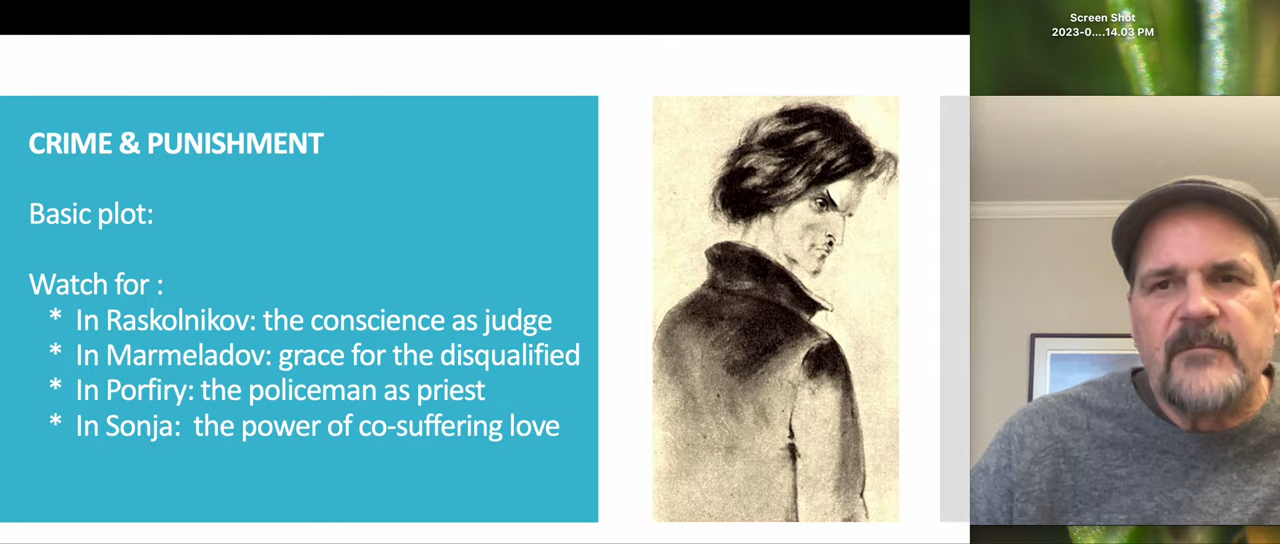 Screen Shot
2023-0....14.03 PM
CRIME & PUNISHMENT
Basic plot:
Watch for :
* In Raskolnikov: the conscience as judge
* In Marmeladov: grace for the disqualified
* In Porfiry: the policeman as priest
* In Sonja:  the power of co-suffering love